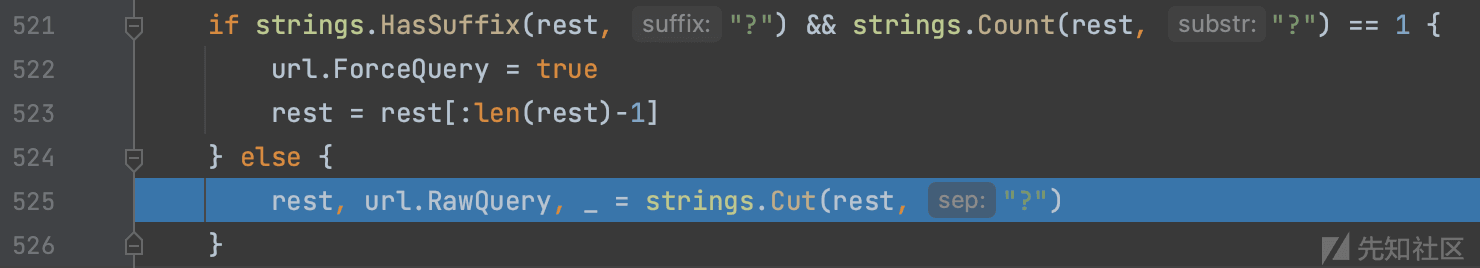 521 if strings.HasSuffix(rest, suffix: "?") && strings.Count(rest, substr: "?") == 1 {
522 url.ForceQuery = true
523 rest = rest[:len(rest)-1]
524 } else {
525 rest, url.RawQuery, _ = strings.Cut(rest, sep: "?")
526 }
先知社区